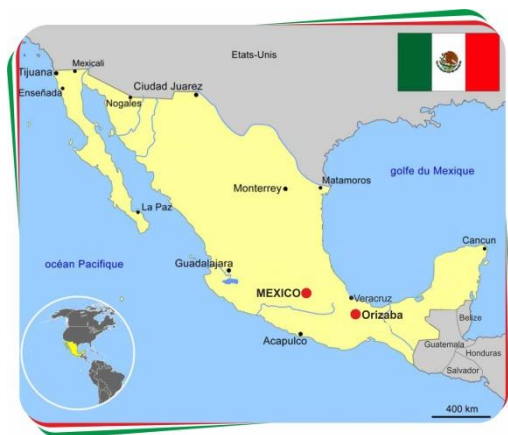 Etats-Unis
Mexicali
Tijuana
Ciudad Juarez
Enseñada
Nogales
golfe du Mexique
Matamoros
Monterrey
La Paz
Cancun
océan Pacifique
Guadalajara
MEXICO
Veracruz
Orizaba
Belize
Acapulco
Guatemala
Honduras
Salvador
400 km